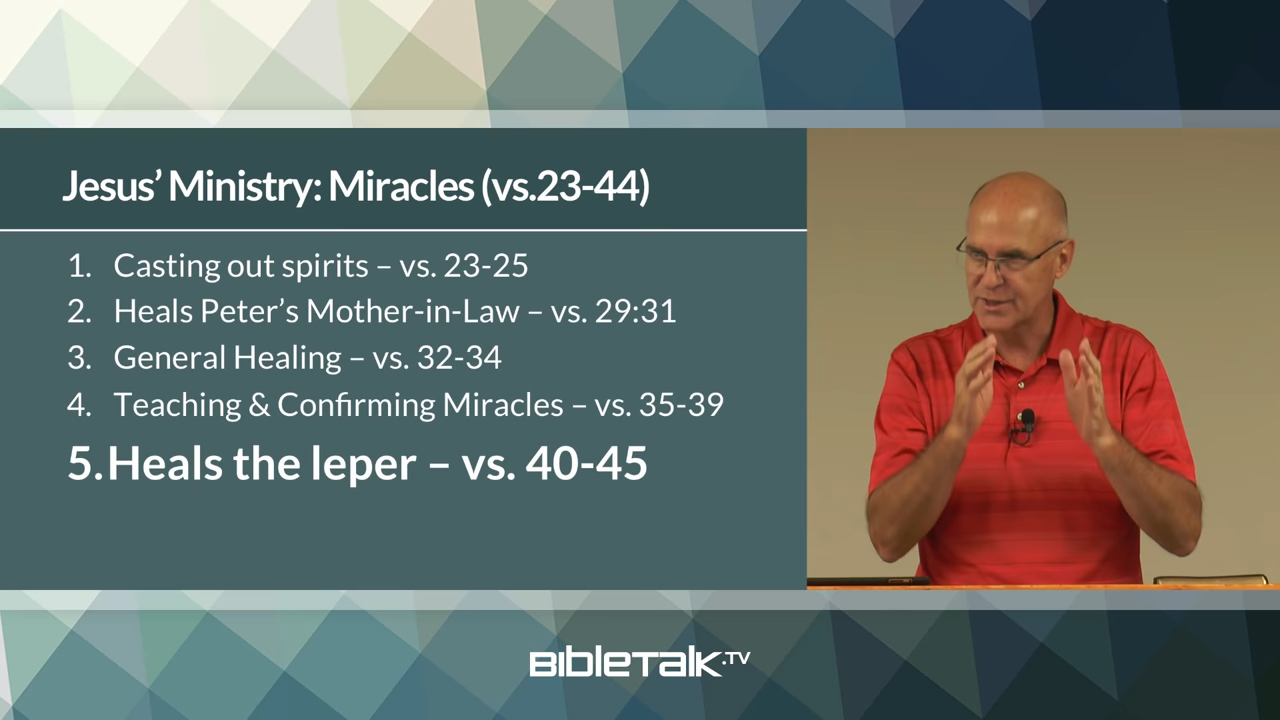 Jesus’ Ministry: Miracles (vs.23-44)
1. Casting out spirits – vs. 23-25
2. Heals Peter’s Mother-in-Law – vs. 29:31
3. General Healing – vs. 32-34
4. Teaching & Confirming Miracles – vs. 35-39
5. Heals the leper – vs. 40-45
BIBLETALK.TV